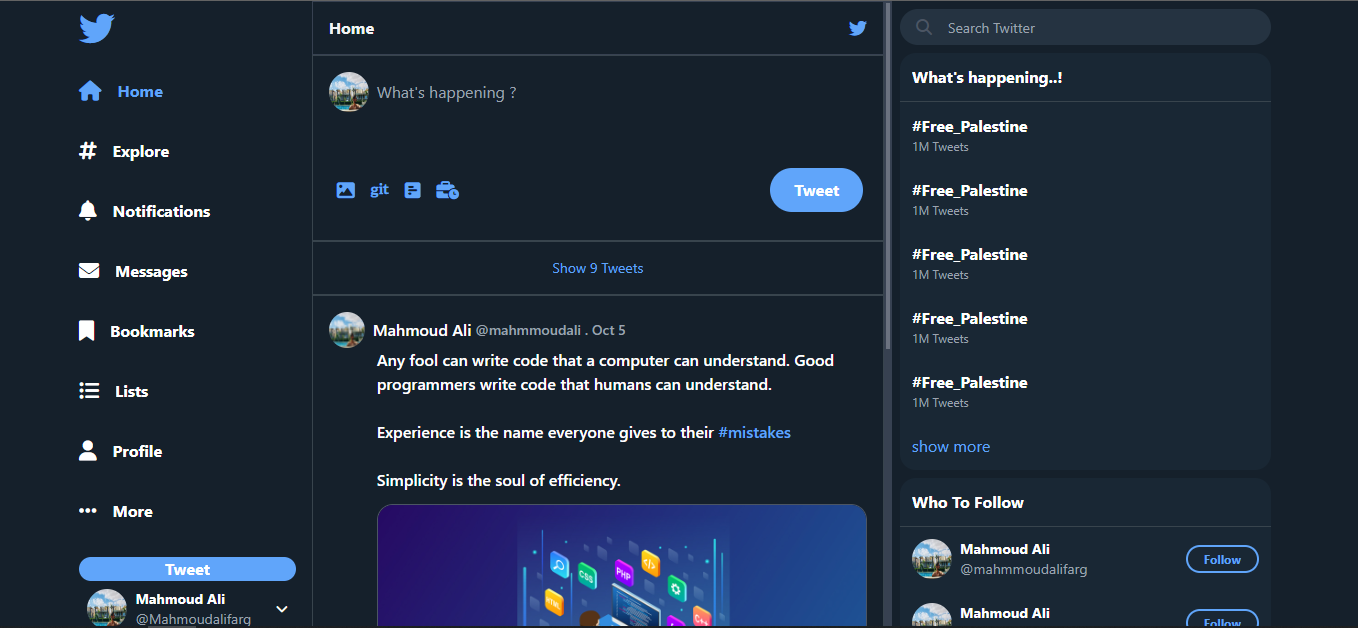 Home
Explore
Notifications
Messages
Bookmarks
Lists
Profile
More
Tweet
Mahmoud Ali
@Mahmoudalifarg
Home
What's happening ?
git
Tweet
Show 9 Tweets
Mahmoud Ali @mahmmoudali . Oct 5
Any fool can write code that a computer can understand. Good
programmers write code that humans can understand.
Experience is the name everyone gives to their #mistakes
Simplicity is the soul of efficiency.
CSS
PHP
HTML
C++
Search Twitter
What's happening..!
#Free_Palestine
1M Tweets
#Free_Palestine
1M Tweets
#Free_Palestine
1M Tweets
#Free_Palestine
1M Tweets
#Free_Palestine
1M Tweets
show more
Who To Follow
Mahmoud Ali
@mahmmoudalifarg
Follow
Mahmoud Ali
Follow